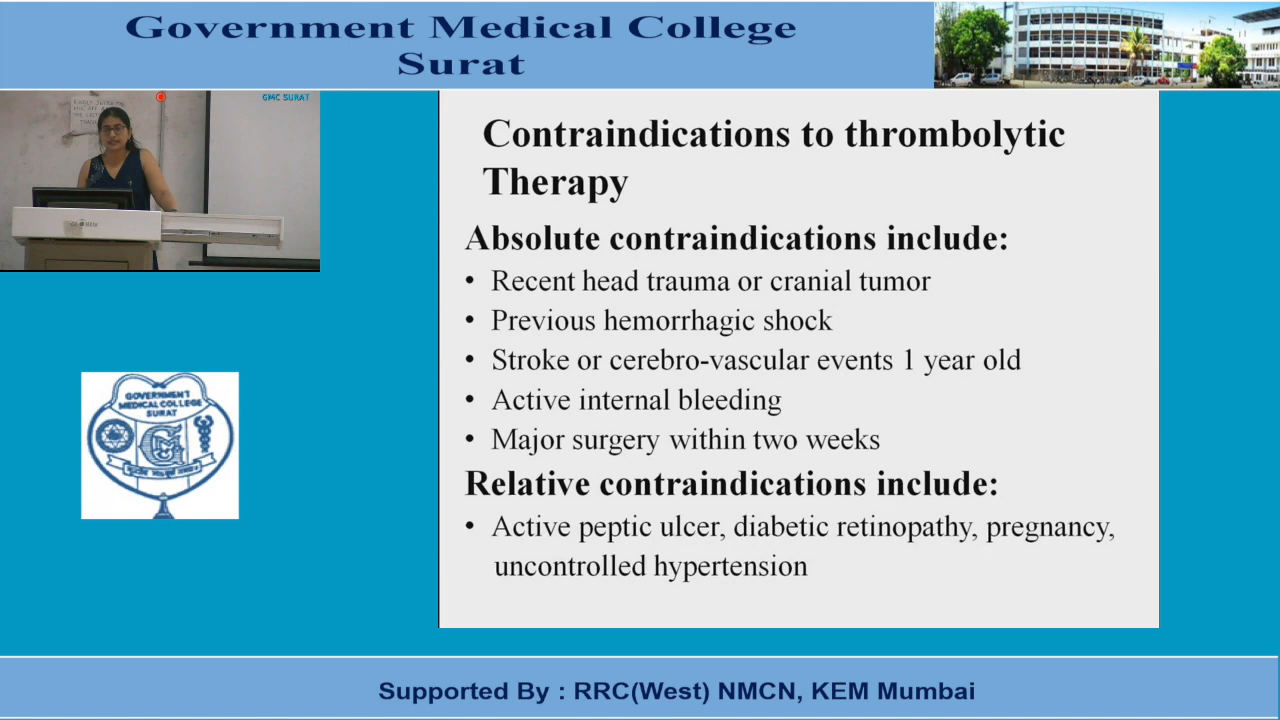 Government Medical College
Surat
GMC SURAT
Contraindications to thrombolytic
Therapy
Absolute contraindications include:
• Recent head trauma or cranial tumor
• Previous hemorrhagic shock
• Stroke or cerebro-vascular events 1 year old
• Active internal bleeding
• Major surgery within two weeks
Relative contraindications include:
• Active peptic ulcer, diabetic retinopathy, pregnancy,
uncontrolled hypertension
GOVERNMENT
MEDICAL COLLEGE
SURAT
Supported By : RRC(West) NMCN, KEM Mumbai